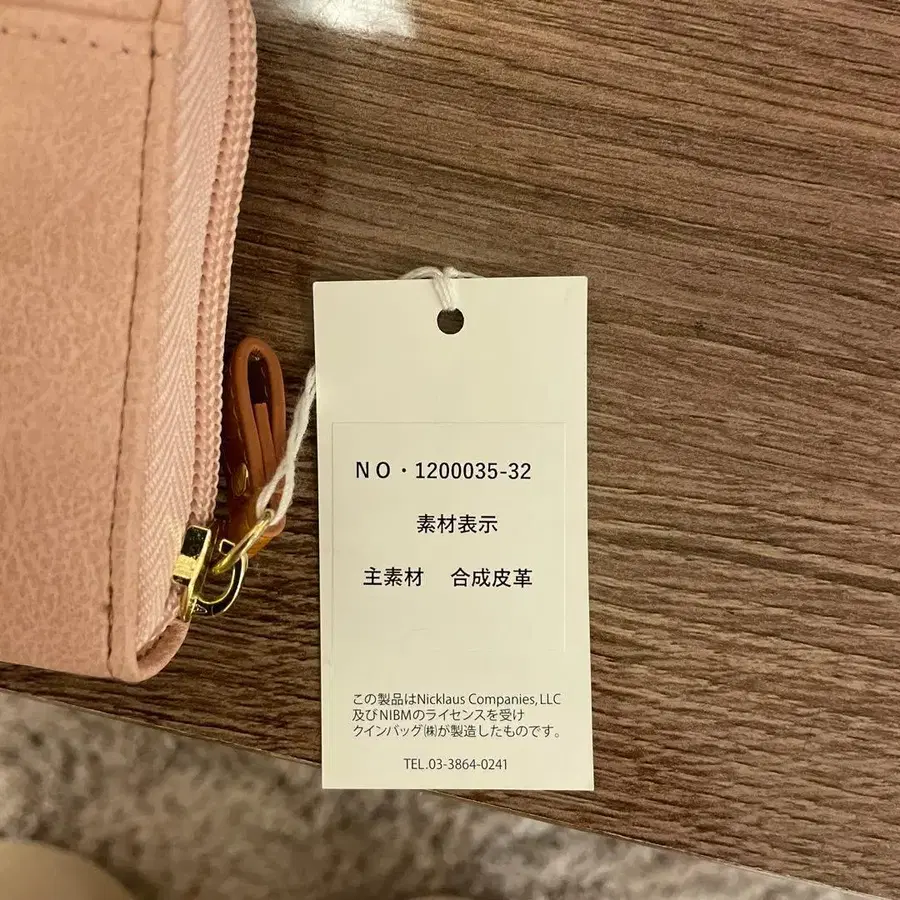 NO・1200035-32
素材表示
主素材　合成皮革
この製品はNicklaus Companies,LLC
及びNIBMのライセンスを受け
クインバッグ㈱が製造したものです。
TEL.03-3864-0241